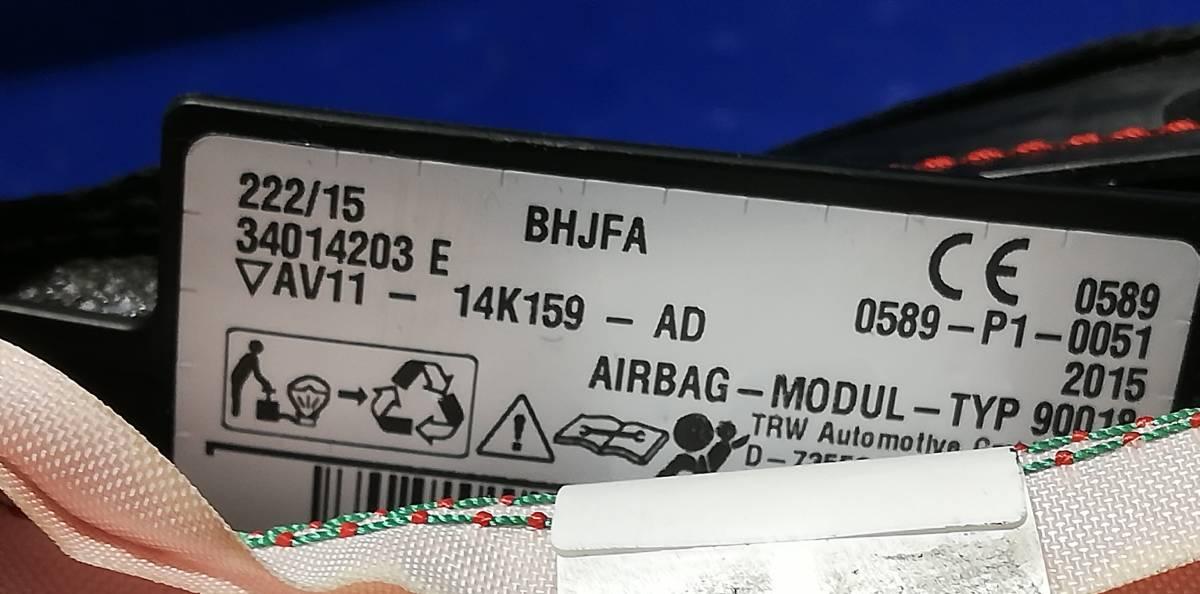 222/15
34014203 E
BHJFA
▽AV11 - 14K159 - AD
CE 0589
0589-P1-0051
2015
AIRBAG-MODUL-TYP
TRW Automotive